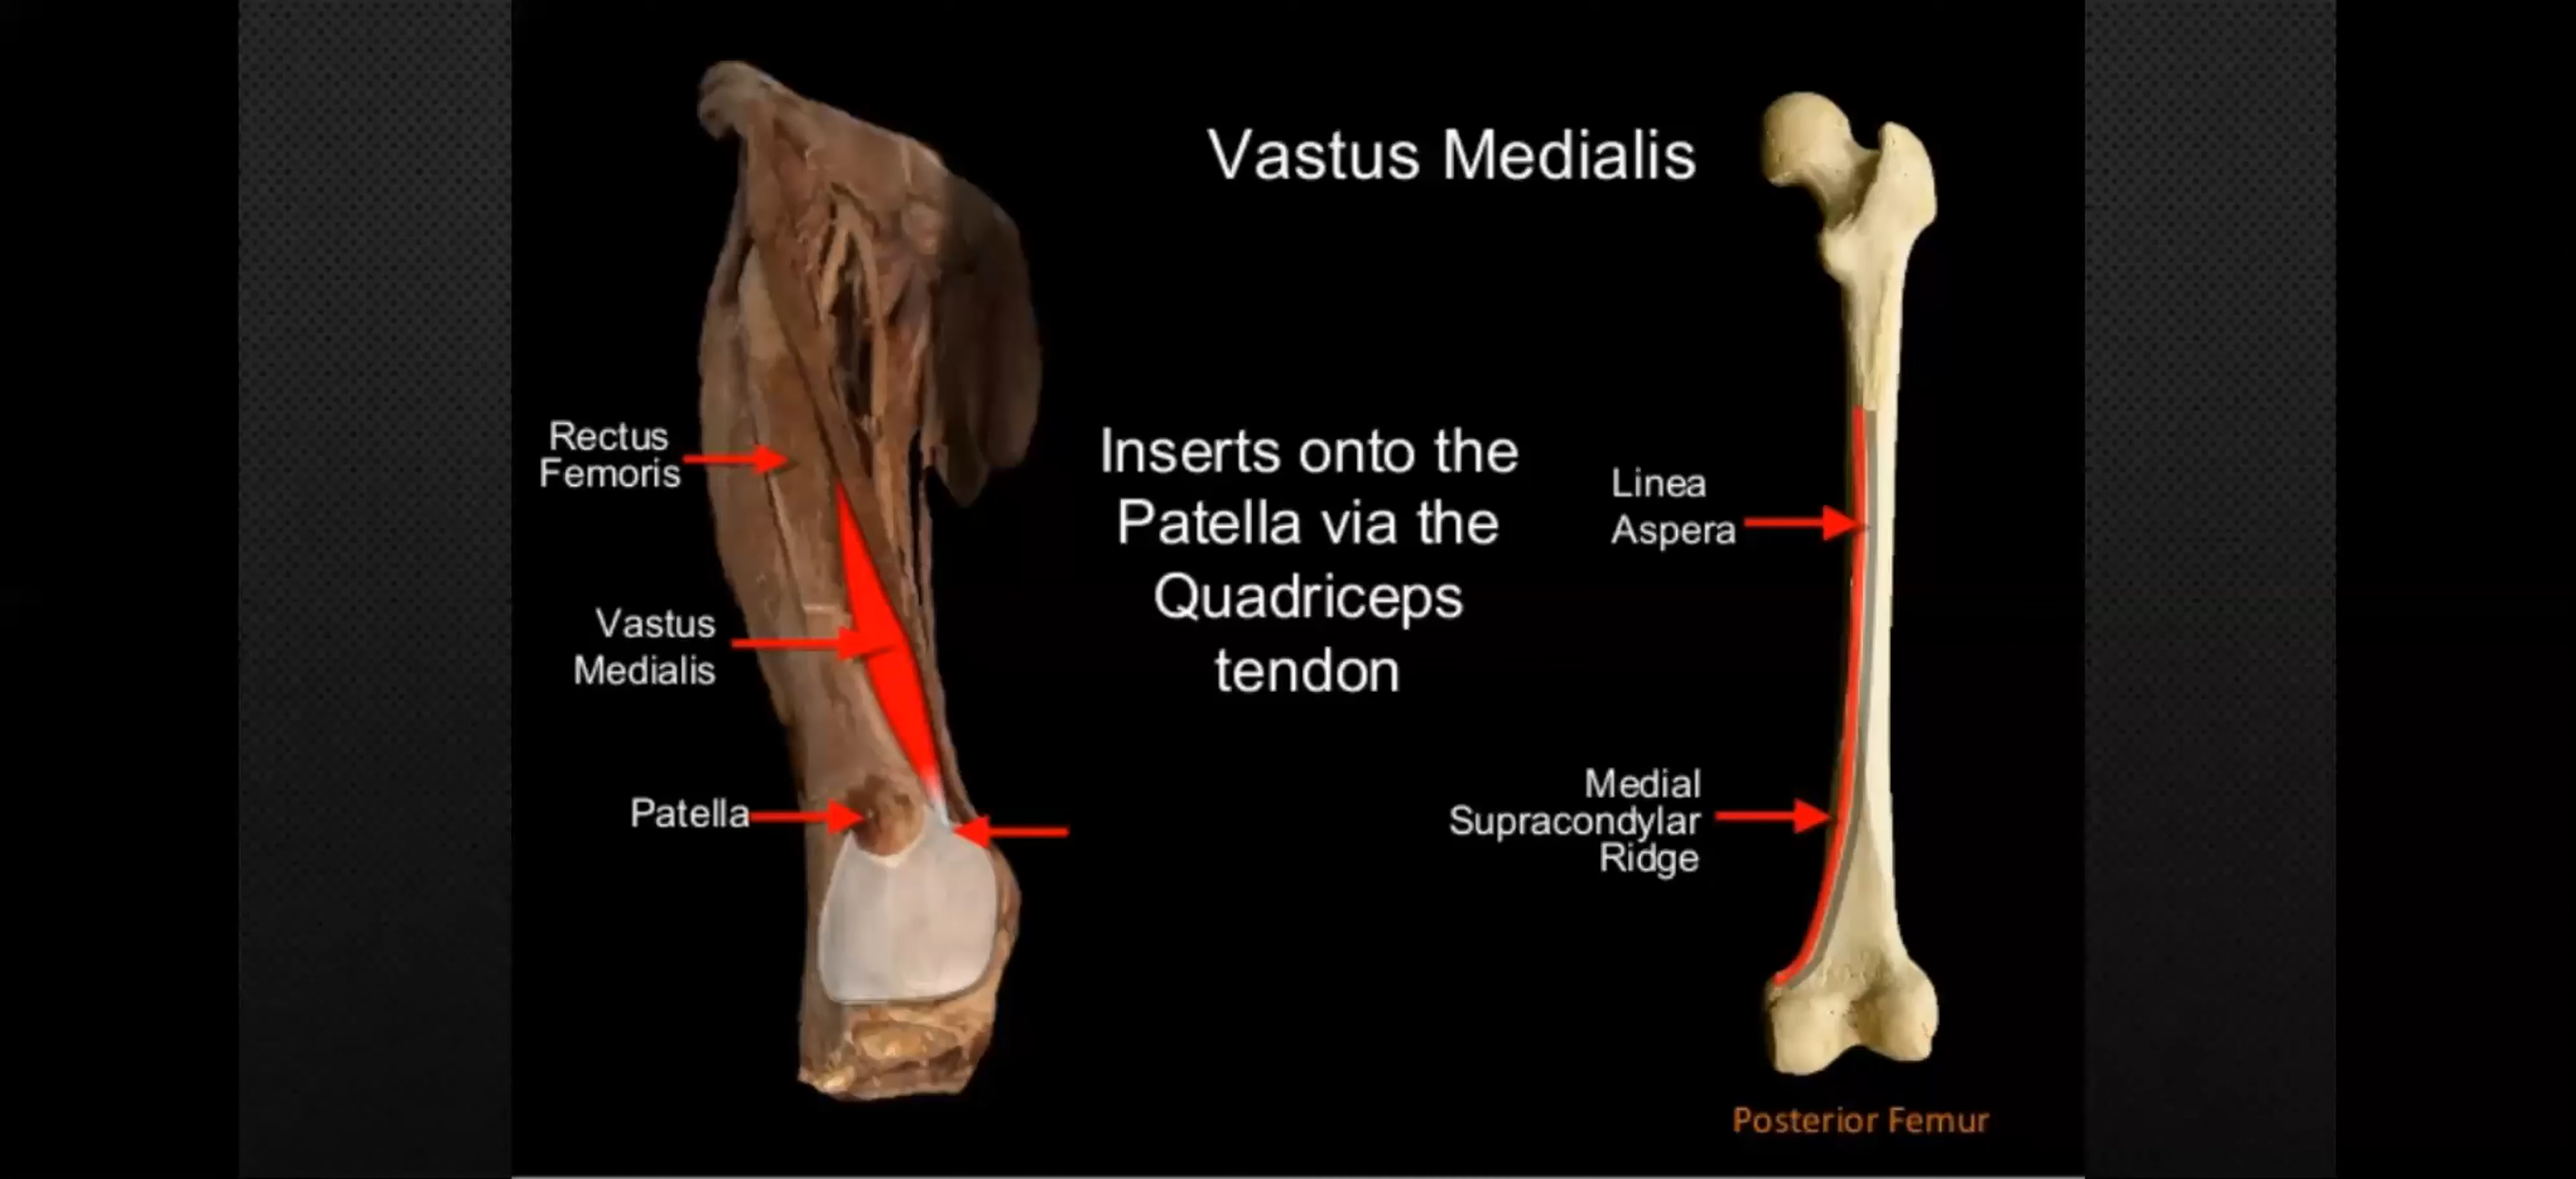 Vastus Medialis
Rectus
Femoris
Inserts onto the
Patella via the
Quadriceps
tendon
Linea
Aspera
Vastus
Medialis
Patella
Medial
Supracondylar
Ridge
Posterior Femur